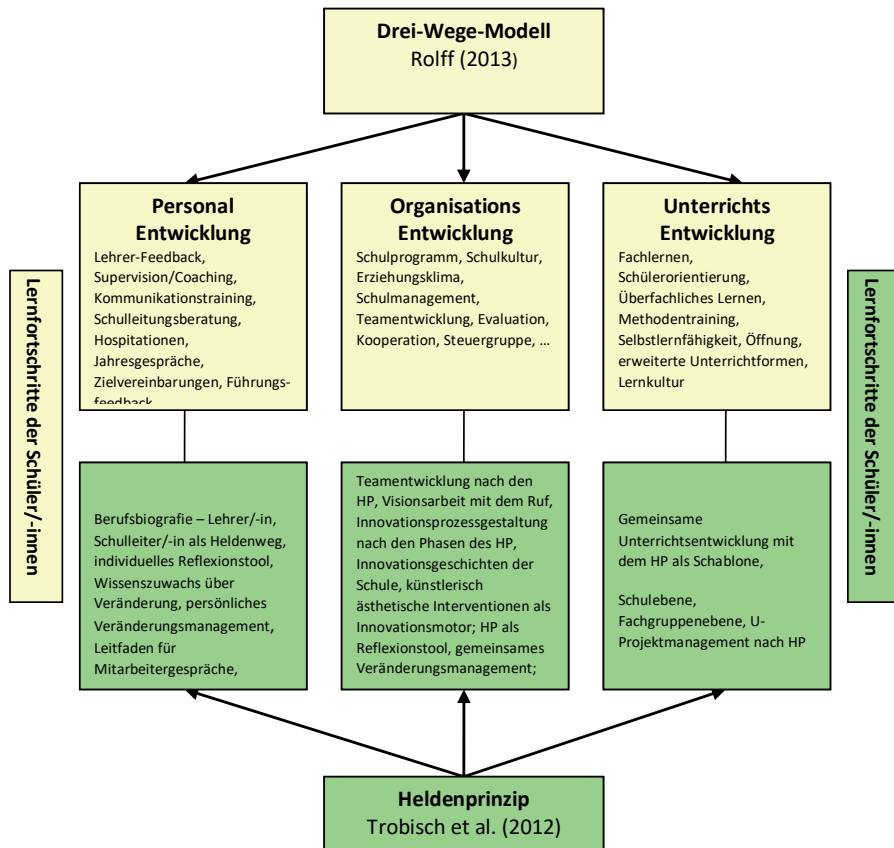 Drei-Wege-Modell
Rolff (2013)
Personal
Entwicklung
Lehrer-Feedback,
Supervision/Coaching,
Kommunikationstraining,
Schulleitungsberatung,
Hospitationen,
Jahresgespräche,
Zielvereinbarungen, Führungs-
feedback
Organisations
Entwicklung
Schulprogramm, Schulkultur,
Erziehungsklima,
Schulmanagement,
Teamentwicklung, Evaluation,
Kooperation, Steuergruppe, ...
Unterrichts
Entwicklung
Fachlernen,
Schülerorientierung,
Überfachliches Lernen,
Methodentraining,
Selbstlernfähigkeit, Öffnung,
erweiterte Unterrichtformen,
Lernkultur
Lernfortschritte der Schüler/-innen
Lernfortschritte der Schüler/-innen
Berufsbiografie – Lehrer/-in,
Schulleiter/-in als Heldenweg,
individuelles Reflexionstool,
Wissenszuwachs über
Veränderung, persönliches
Veränderungsmanagement,
Leitfaden für
Mitarbeitergespräche,
Teamentwicklung nach den
HP, Visionsarbeit mit dem Ruf,
Innovationsprozessgestaltung
nach den Phasen des HP,
Innovationsgeschichten der
Schule, künstlerisch
ästhetische Interventionen als
Innovationsmotor; HP als
Reflexionstool, gemeinsames
Veränderungsmanagement;
Gemeinsame
Unterrichtsentwicklung mit
dem HP als Schablone,
Schulebene,
Fachgruppenebene, U-
Projektmanagement nach HP
Heldenprinzip
Trobisch et al. (2012)